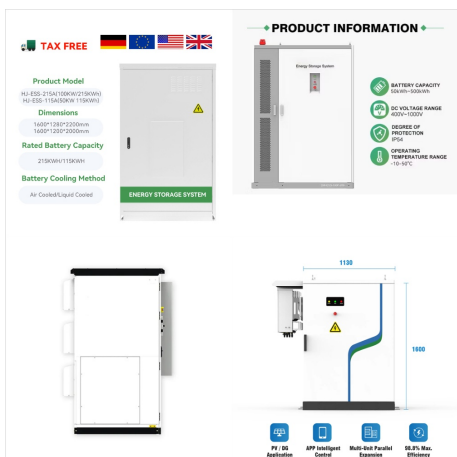 TAX FREE
Product Model
HJ-ESS-215A(100KW/215KWh)
HJ-ESS-115A(50KW 115KWh)
Dimensions
1600*1280*2200mm
1600*1200*2000mm
Rated Battery Capacity
215KWH/115KWH
Battery Cooling Method
Air Cooled/Liquid Cooled
ENERGY STORAGE SYSTEM
PRODUCT INFORMATION
Energy Storage System
BATTERY CAPACITY
50kWh~500kWh
DC VOLTAGE RANGE
400V~1000V
DEGREE OF
PROTECTION
IP54
OPERATING
TEMPERATURE RANGE
-10-50°C
1130
1600
PV / DG
Application
APP Intelligent
Control
Multi-Unit Parallel
Expansion
98.0% Max.
Efficiency